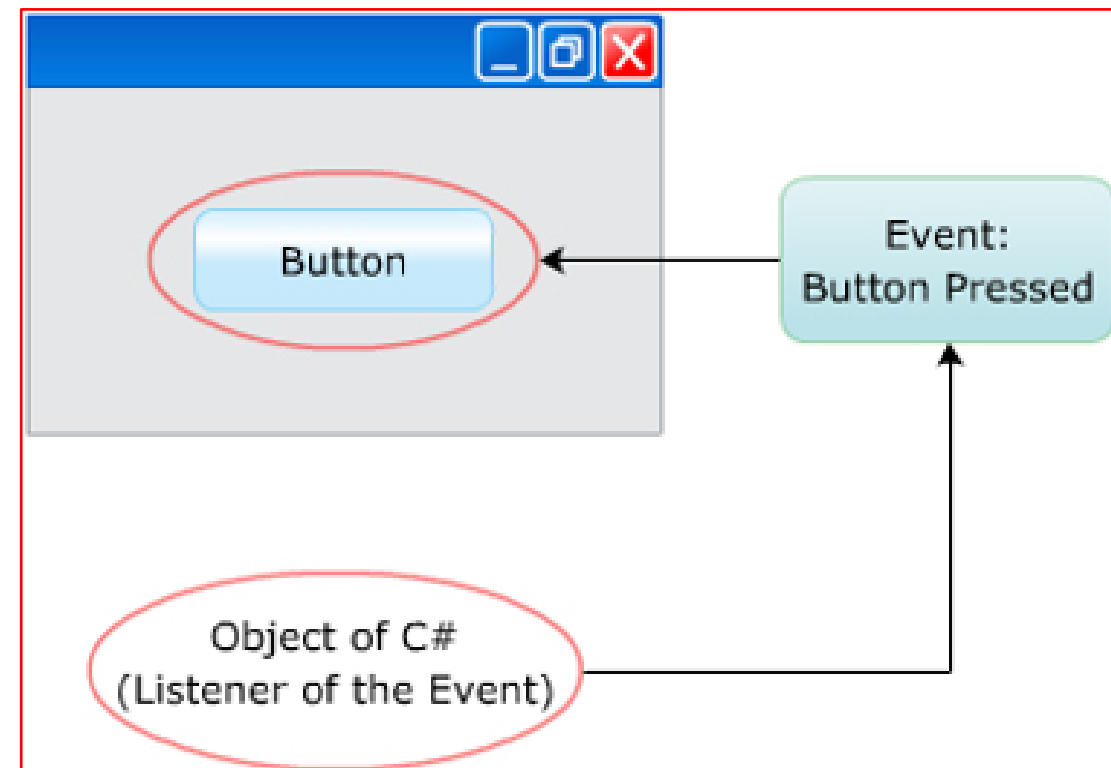 Button
Event:
Button Pressed
Object of C#
(Listener of the Event)